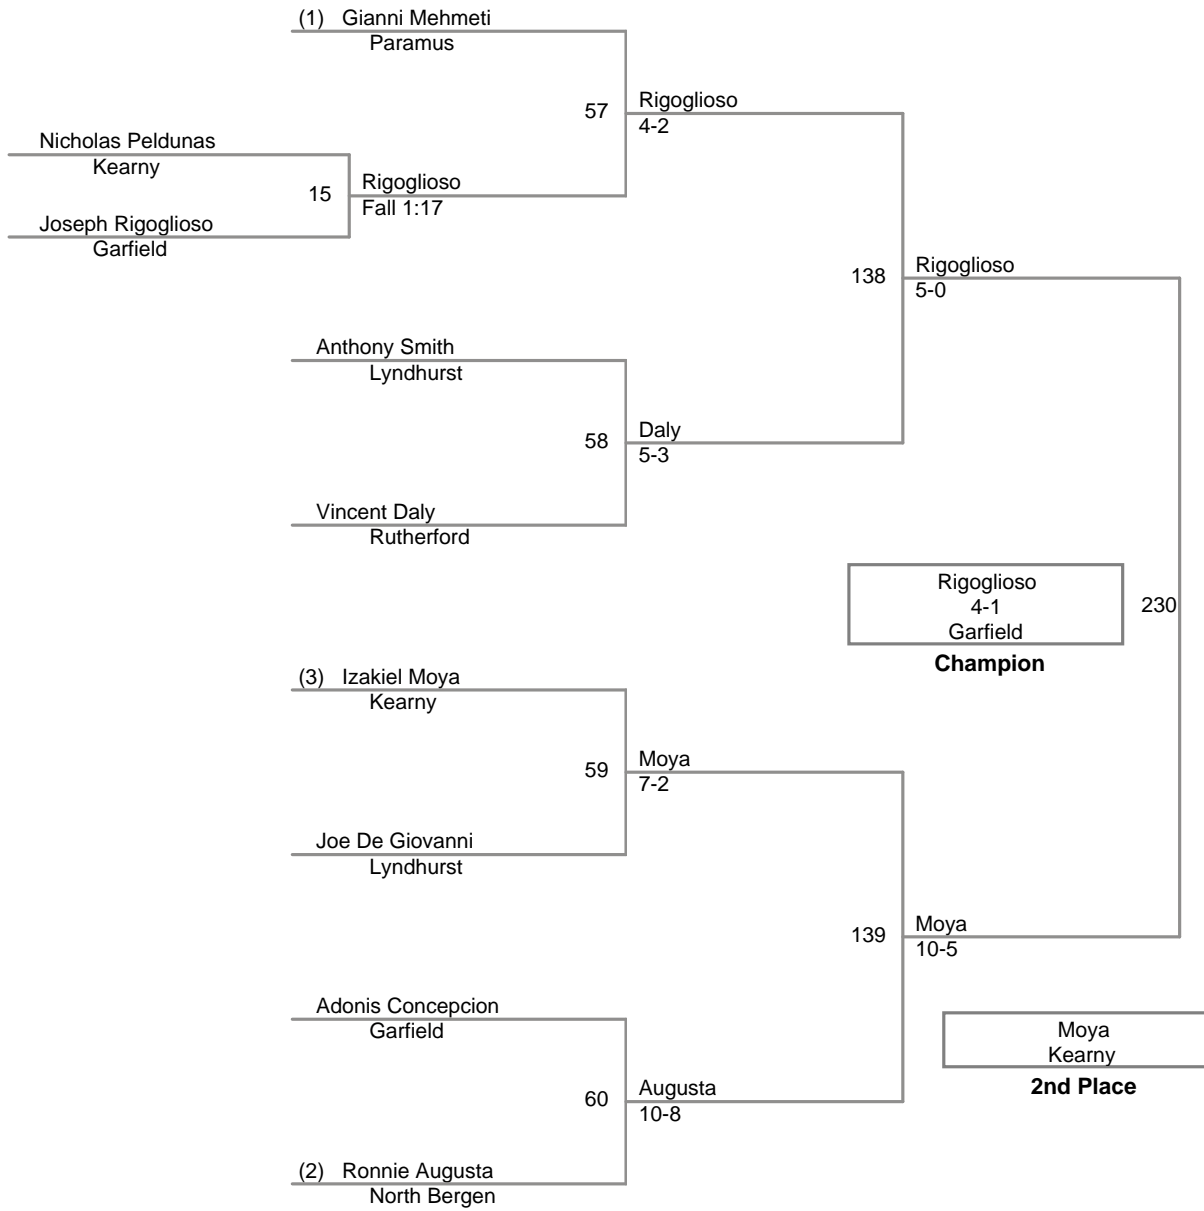 (1) Gianni Mehmeti
Paramus
57
Rigoglioso
4-2
Nicholas Peldunas
Kearny
15
Rigoglioso
Fall 1:17
Joseph Rigoglioso
Garfield
138
Rigoglioso
5-0
Anthony Smith
Lyndhurst
58
Daly
5-3
Vincent Daly
Rutherford
Rigoglioso
4-1
Garfield
Champion
230
(3) Izakiel Moya
Kearny
59
Moya
7-2
Joe De Giovanni
Lyndhurst
139
Moya
10-5
Adonis Concepcion
Garfield
Moya
Kearny
2nd Place
60
Augusta
10-8
(2) Ronnie Augusta
North Bergen